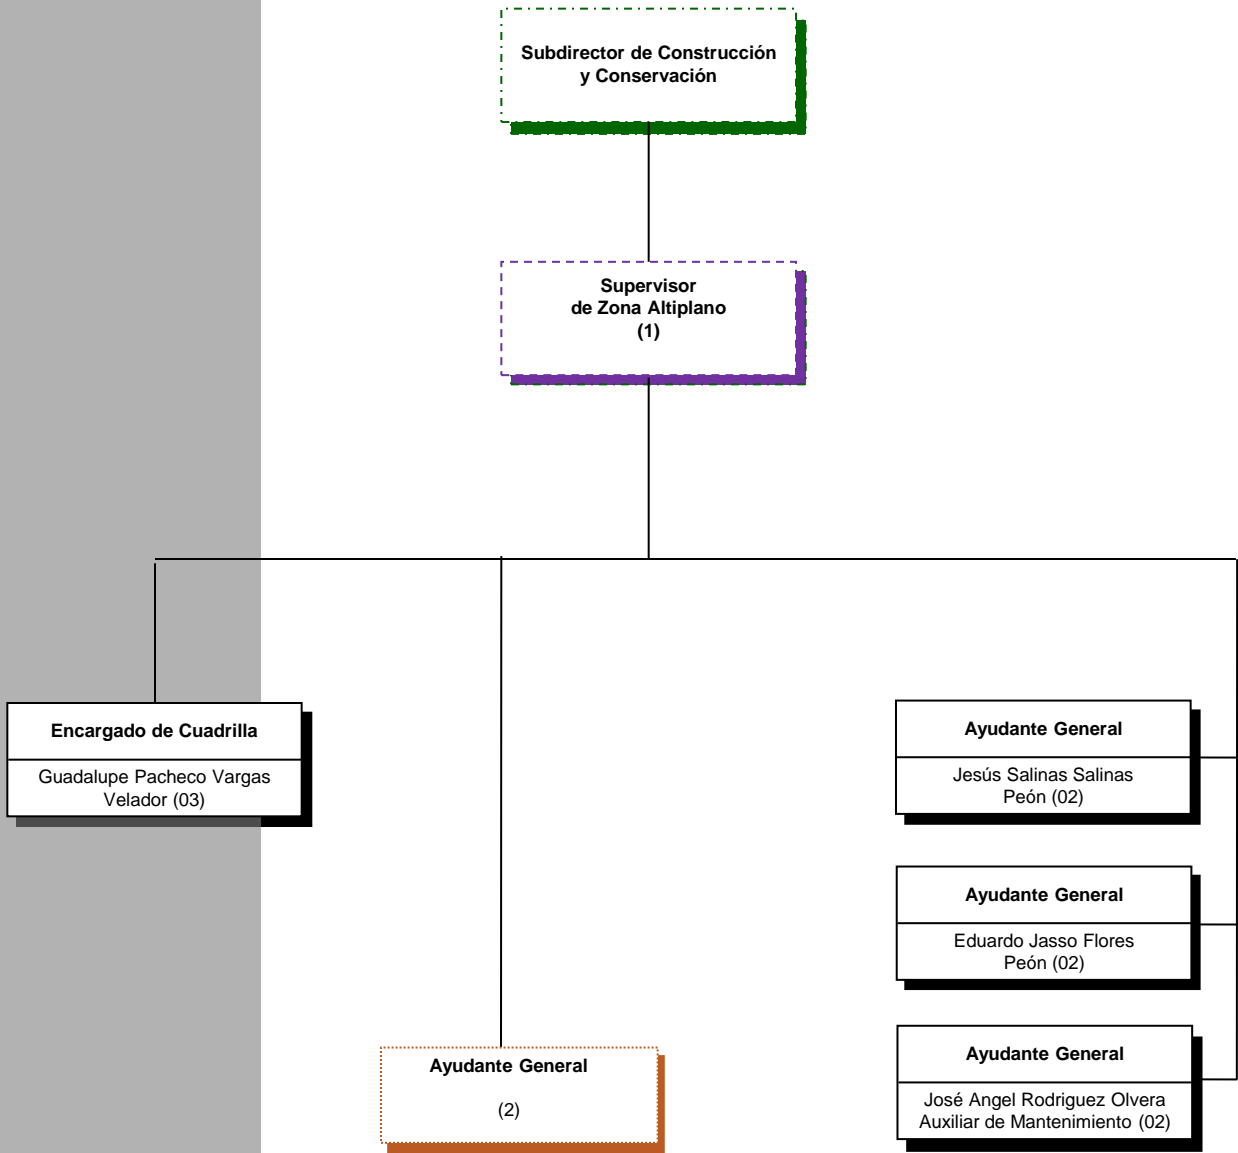 Subdirector de Construcción
y Conservación
Supervisor
de Zona Altiplano
(1)
Encargado de Cuadrilla
Guadalupe Pacheco Vargas
Velador (03)
Ayudante General
Jesús Salinas Salinas
Peón (02)
Ayudante General
Eduardo Jasso Flores
Peón (02)
Ayudante General
(2)
Ayudante General
José Angel Rodriguez Olvera
Auxiliar de Mantenimiento (02)